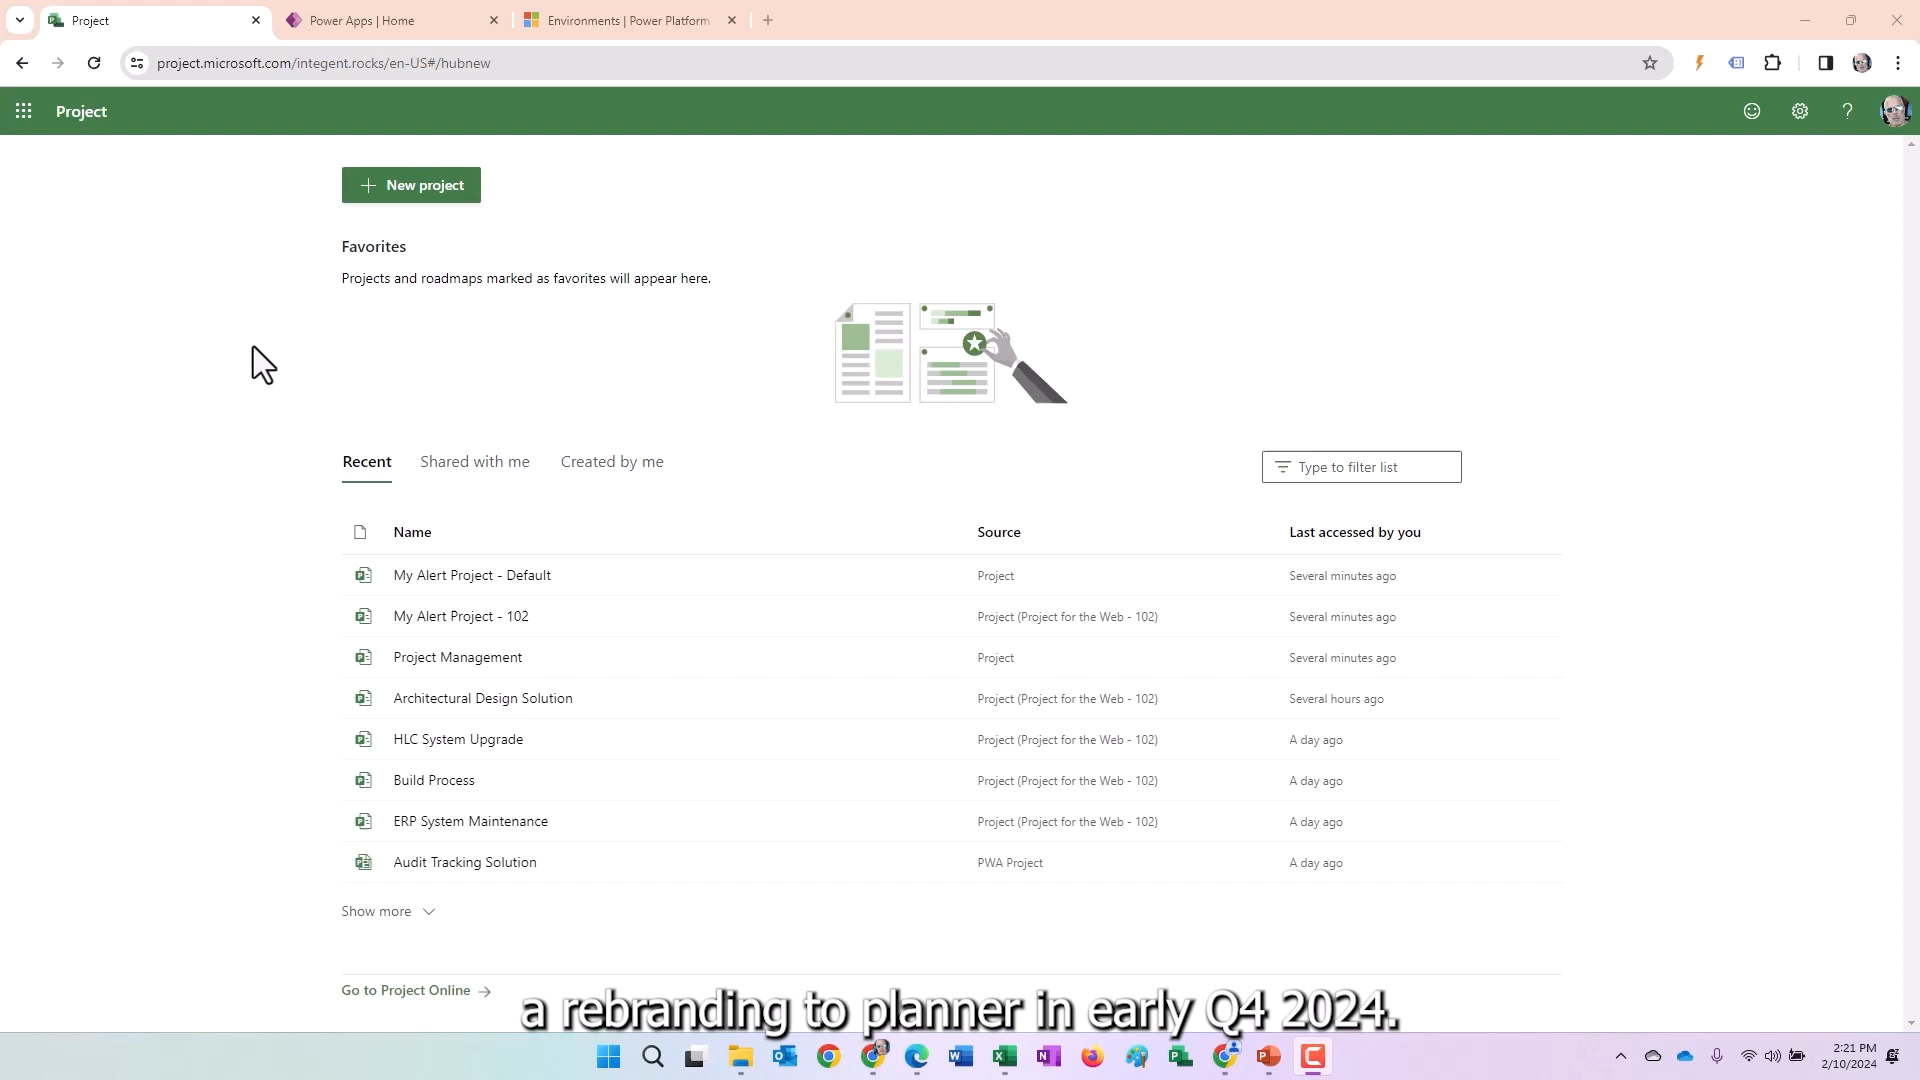 Project
Power Apps | Home
Environments | Power Platform
project.microsoft.com/integent.rocks/en-US#/hubnew
Project
New project
Favorites
Projects and roadmaps marked as favorites will appear here.
Recent
Shared with me
Created by me
Type to filter list
Name Source Last accessed by you
My Alert Project - Default Project Several minutes ago
My Alert Project - 102 Project (Project for the Web - 102) Several minutes ago
Project Management Project Several minutes ago
Architectural Design Solution Project (Project for the Web - 102) Several hours ago
HLC System Upgrade Project (Project for the Web - 102) A day ago
Build Process Project (Project for the Web - 102) A day ago
ERP System Maintenance Project (Project for the Web - 102) A day ago
Audit Tracking Solution PWA Project A day ago
Show more
Go to Project Online
a rebranding to planner in early Q4 2024.
2:21 PM
2/10/2024